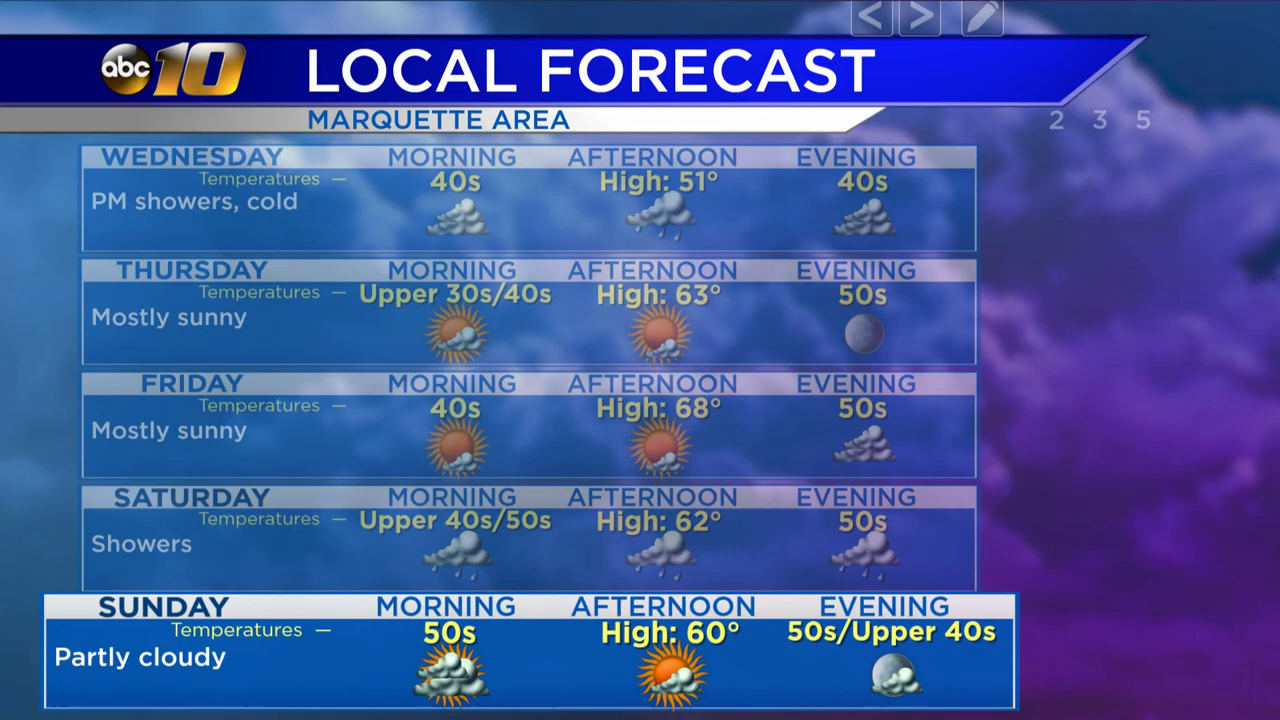 < >
abc 10 LOCAL FORECAST
MARQUETTE AREA
2 3 5
WEDNESDAY MORNING AFTERNOON EVENING
Temperatures — 40s High: 51° 40s
PM showers, cold
THURSDAY MORNING AFTERNOON EVENING
Temperatures — Upper 30s/40s High: 63° 50s
Mostly sunny
FRIDAY MORNING AFTERNOON EVENING
Temperatures — 40s High: 68° 50s
Mostly sunny
SATURDAY MORNING AFTERNOON EVENING
Temperatures — Upper 40s/50s High: 62° 50s
Showers
SUNDAY MORNING AFTERNOON EVENING
Temperatures — 50s High: 60° 50s/Upper 40s
Partly cloudy